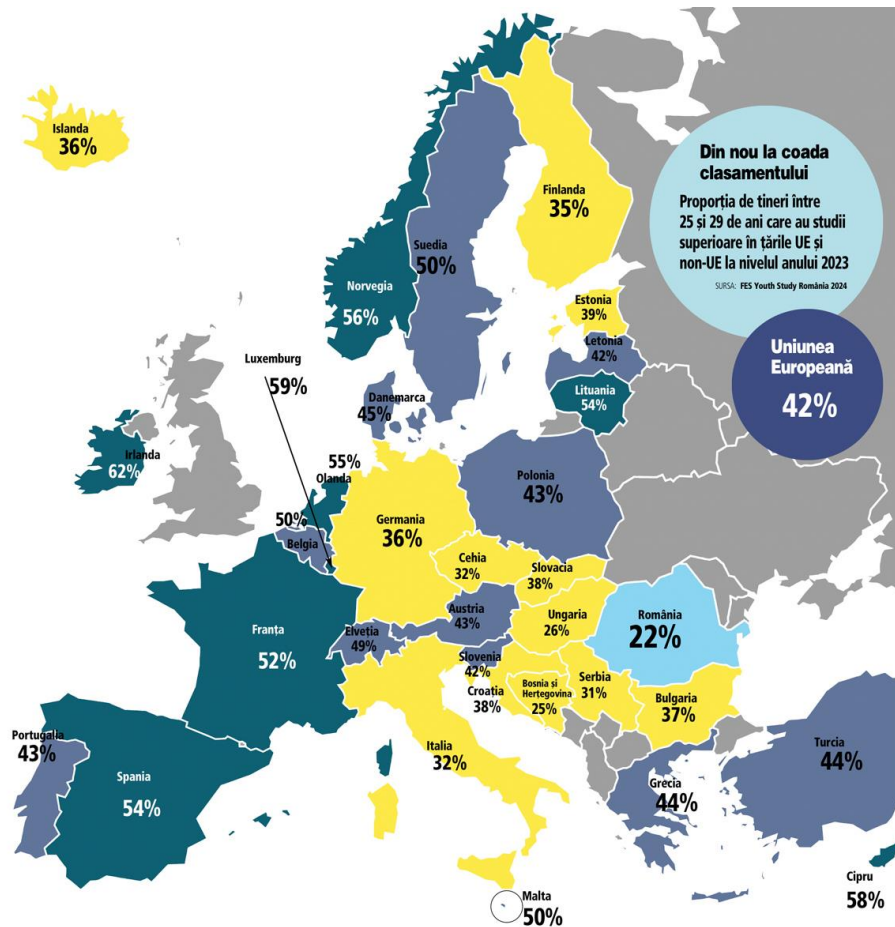 Islanda
36%
Din nou la coada
clasamentului
Proporția de tineri între
25 și 29 de ani care au studii
superioare în țările UE și
non-UE la nivelul anului 2023
SURSA: FES Youth Study România 2024
Finlanda
35%
Suedia
50%
Norvegia
56%
Estonia
39%
Uniunea
Europeană
42%
Letonia
42%
Luxemburg
59%
Lituania
54%
Danemarca
45%
Irlanda
62%
55%
Olanda
Polonia
43%
50%
Belgia
Germania
36%
Cehia
32%
Slovacia
38%
Austria
43%
Ungaria
26%
România
22%
Franța
52%
Elveția
49%
Slovenia
42%
Croația
38%
Bosnia și
Herțegovina
25%
Serbia
31%
Bulgaria
37%
Portugalia
43%
Italia
32%
Turcia
44%
Spania
54%
Grecia
44%
Cipru
58%
Malta
50%